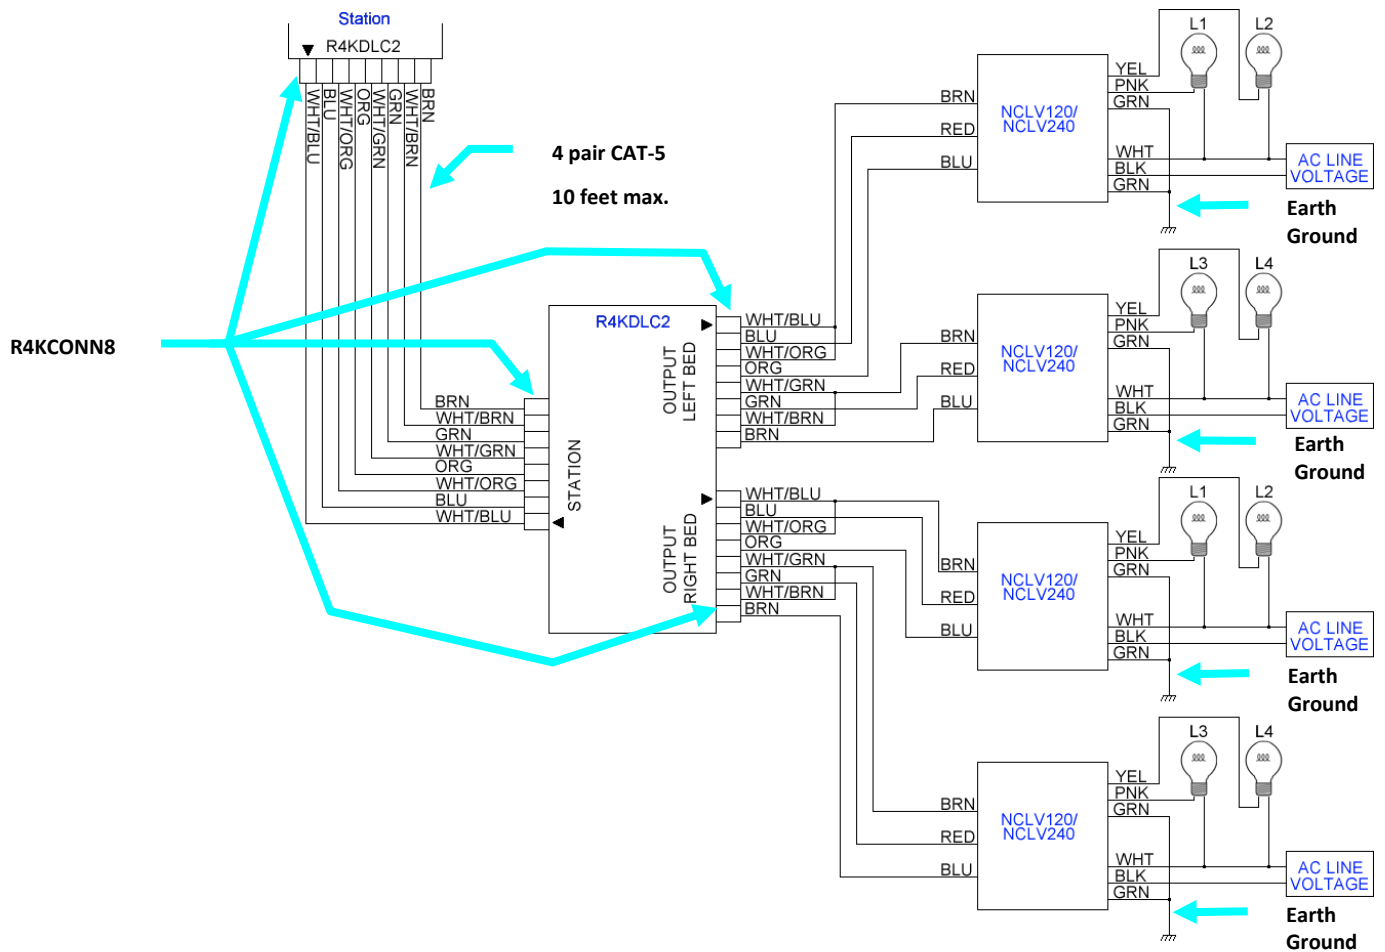 Station
R4KDLC2
WHT/BLU
BLU
WHT/ORG
ORG
WHT/GRN
GRN
WHT/BRN
BRN
4 pair CAT-5
10 feet max.
R4KCONN8
R4KDLC2
BRN
WHT/BRN
GRN
WHT/GRN
ORG
WHT/ORG
BLU
WHT/BLU
STATION
OUTPUT
LEFT BED
WHT/BLU
BLU
WHT/ORG
ORG
WHT/GRN
GRN
WHT/BRN
BRN
OUTPUT
RIGHT BED
WHT/BLU
BLU
WHT/ORG
ORG
WHT/GRN
GRN
WHT/BRN
BRN
BRN
RED
BLU
NCLV120/
NCLV240
YEL
PNK
GRN
WHT
BLK
GRN
L1
L2
AC LINE
VOLTAGE
Earth
Ground
BRN
RED
BLU
NCLV120/
NCLV240
YEL
PNK
GRN
WHT
BLK
GRN
L3
L4
AC LINE
VOLTAGE
Earth
Ground
BRN
RED
BLU
NCLV120/
NCLV240
YEL
PNK
GRN
WHT
BLK
GRN
L1
L2
AC LINE
VOLTAGE
Earth
Ground
BRN
RED
BLU
NCLV120/
NCLV240
YEL
PNK
GRN
WHT
BLK
GRN
L3
L4
AC LINE
VOLTAGE
Earth
Ground